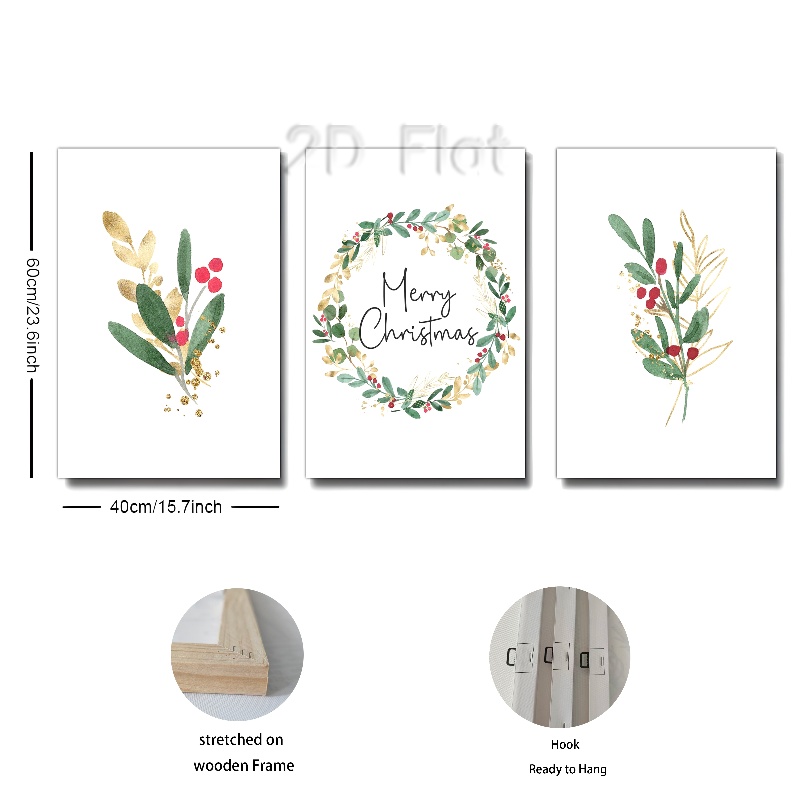 2D Flat
60cm/23.6inch
Merry
Christmas
40cm/15.7inch
stretched on
wooden Frame
Hook
Ready to Hang